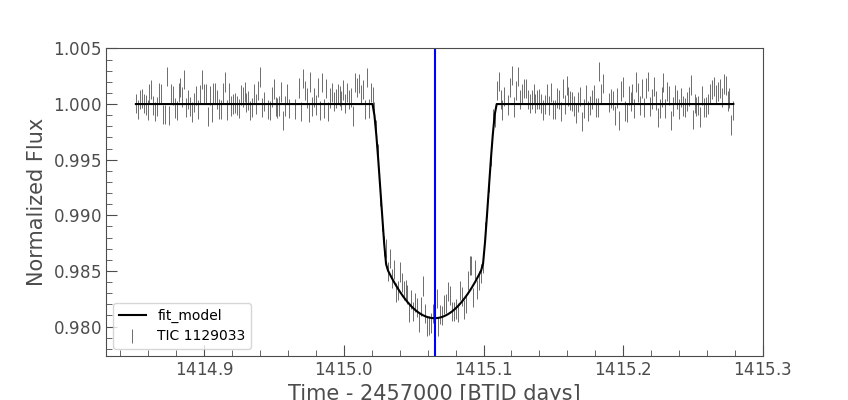 1.005
1.000
0.995
0.990
0.985
0.980
Normalized Flux
fit_model
TIC 1129033
1414.9 1415.0 1415.1 1415.2 1415.3
Time - 2457000 [BTJD days]